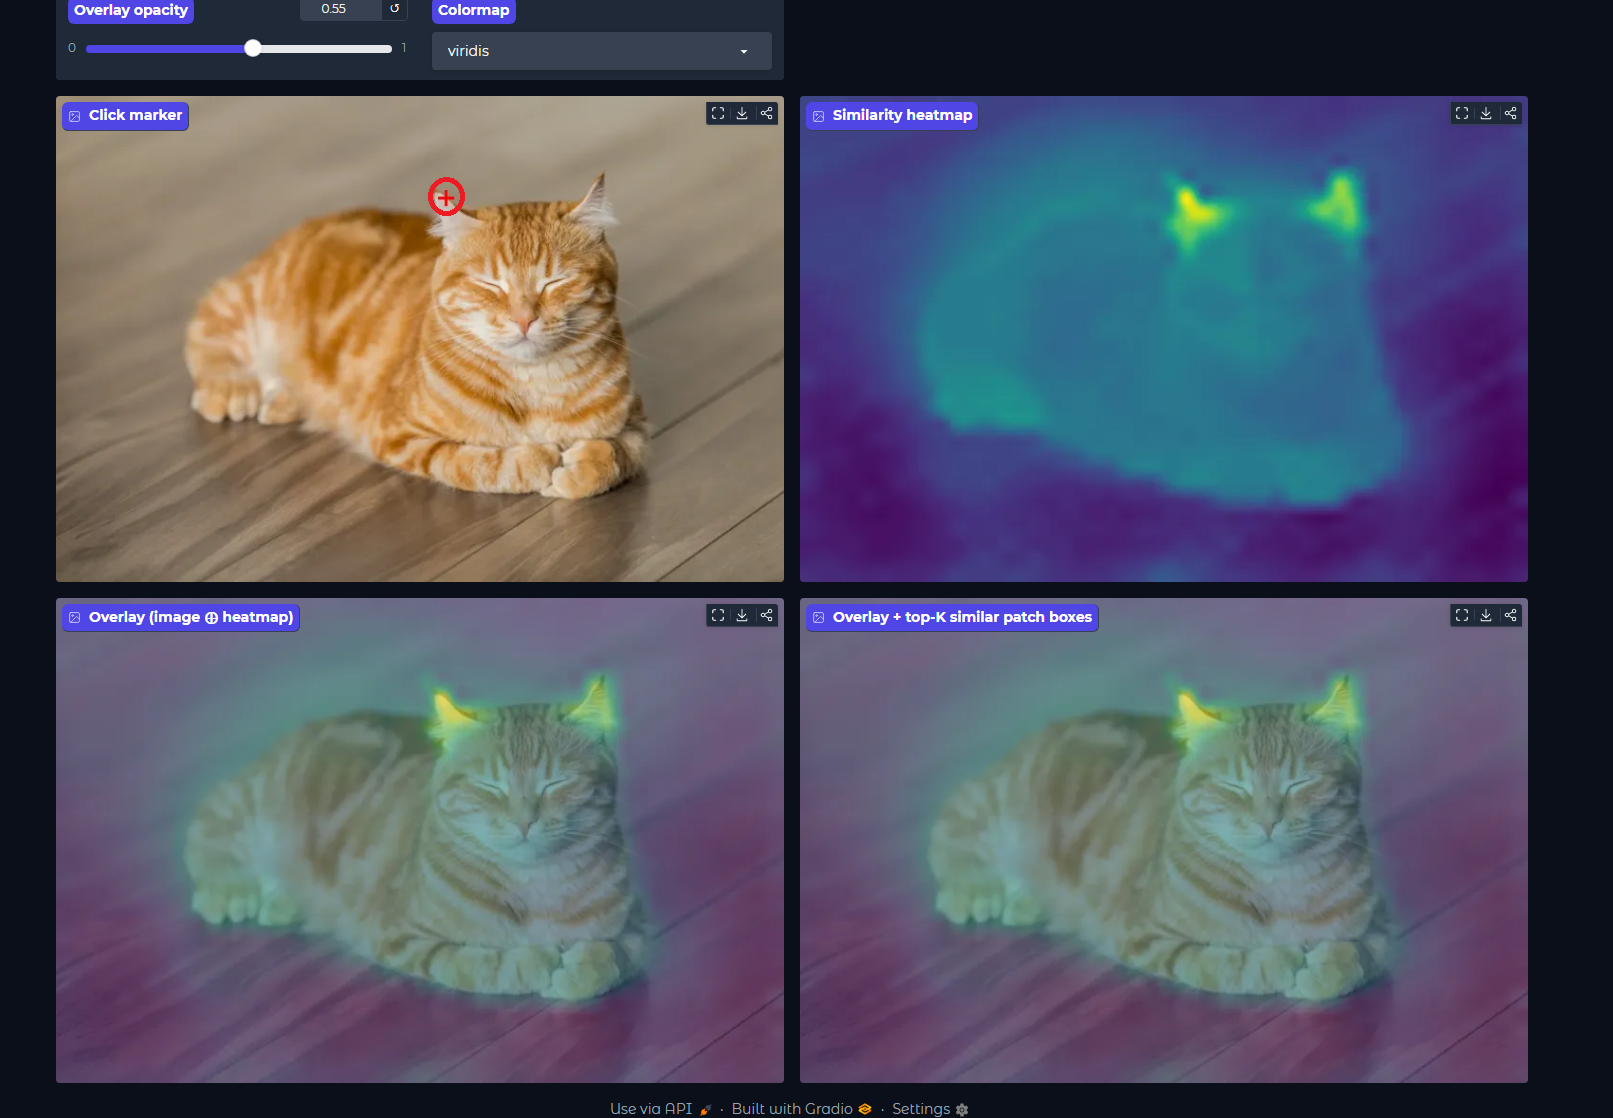 Overlay opacity
0.55
Colormap
0
1
viridis
Click marker
Similarity heatmap
Overlay (image ⊕ heatmap)
Overlay + top-K similar patch boxes
Use via API · Built with Gradio · Settings